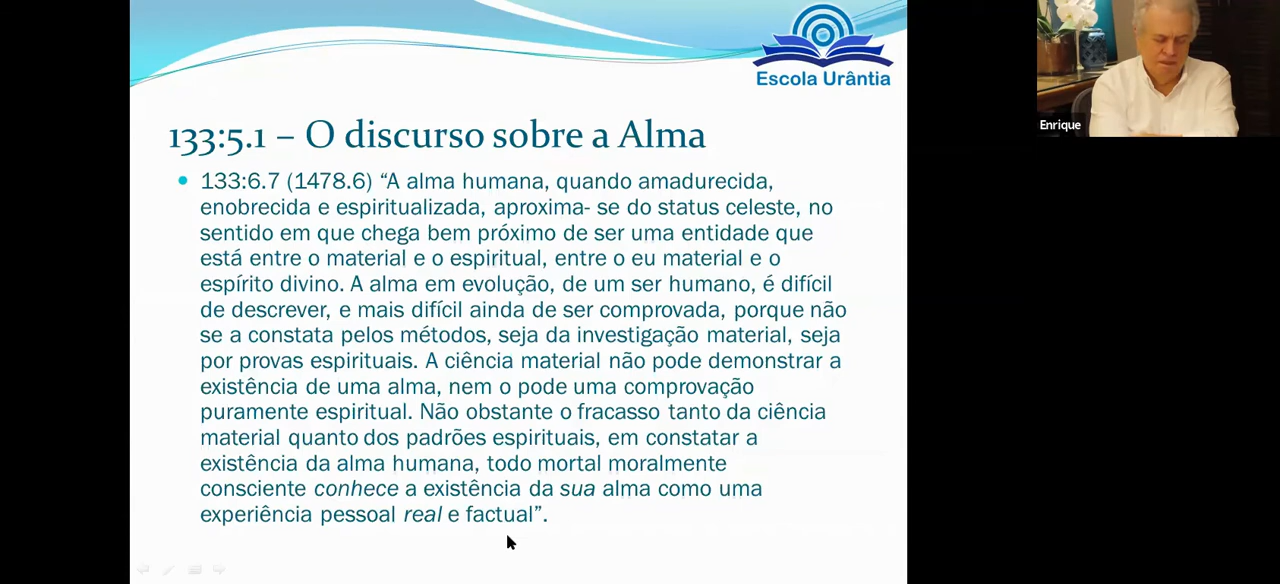 Escola Urântia
Enrique
133:5.1 – O discurso sobre a Alma
• 133:6.7 (1478.6) “A alma humana, quando amadurecida,
enobrecida e espiritualizada, aproxima- se do status celeste, no
sentido em que chega bem próximo de ser uma entidade que
está entre o material e o espiritual, entre o eu material e o
espírito divino. A alma em evolução, de um ser humano, é difícil
de descrever, e mais difícil ainda de ser comprovada, porque não
se a constata pelos métodos, seja da investigação material, seja
por provas espirituais. A ciência material não pode demonstrar a
existência de uma alma, nem o pode uma comprovação
puramente espiritual. Não obstante o fracasso tanto da ciência
material quanto dos padrões espirituais, em constatar a
existência da alma humana, todo mortal moralmente
consciente conhece a existência da sua alma como uma
experiência pessoal real e factual”.